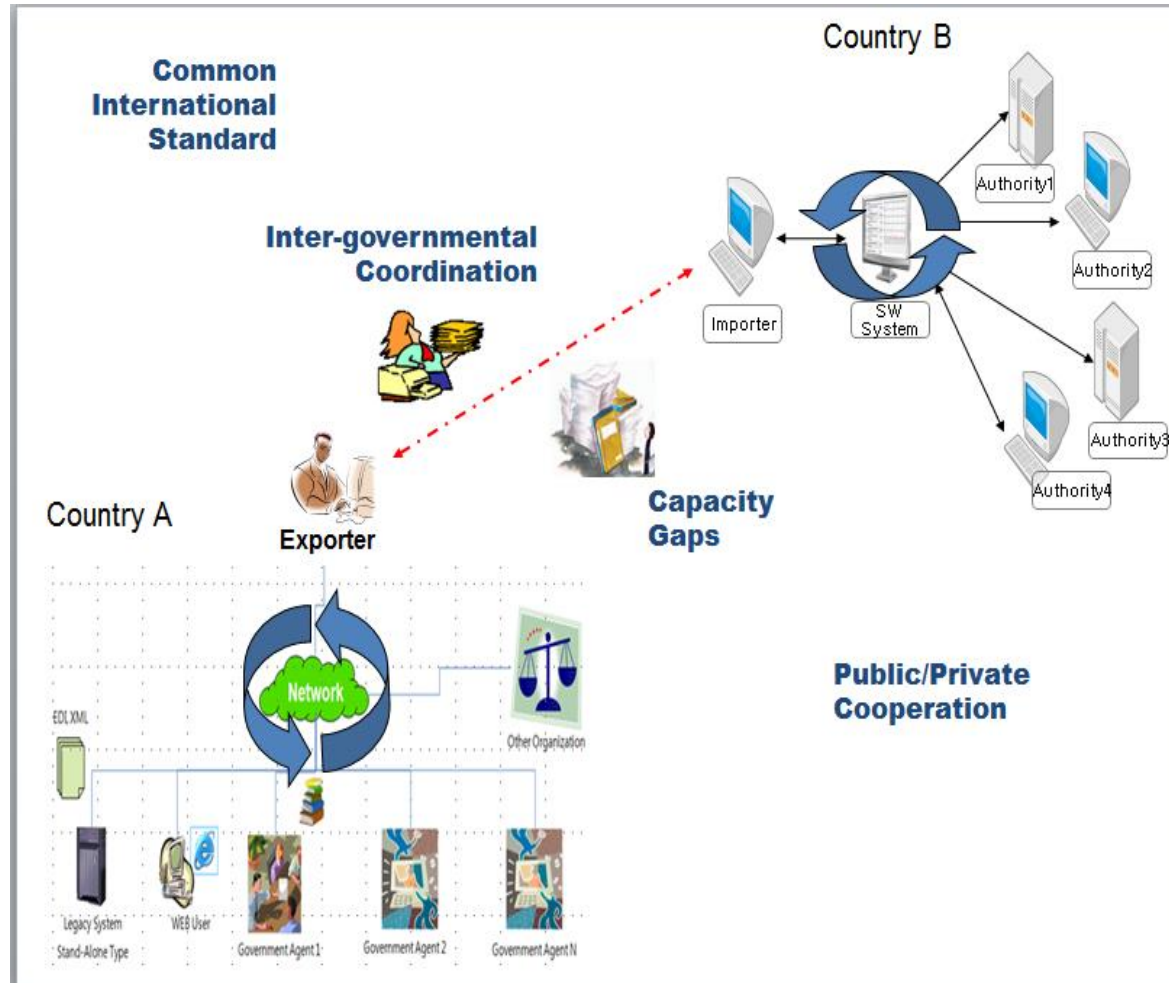 Country B
Common
International
Standard
Authority1
Inter-governmental
Coordination
Authority2
Importer
SW
System
Authority3
Authority4
Capacity
Gaps
Country A
Exporter
Network
Public/Private
Cooperation
EDI, XML
Other Organization
Legacy System
Stand-Alone Type
WEB User
Government Agent 1
Government Agent 2
Government Agent N